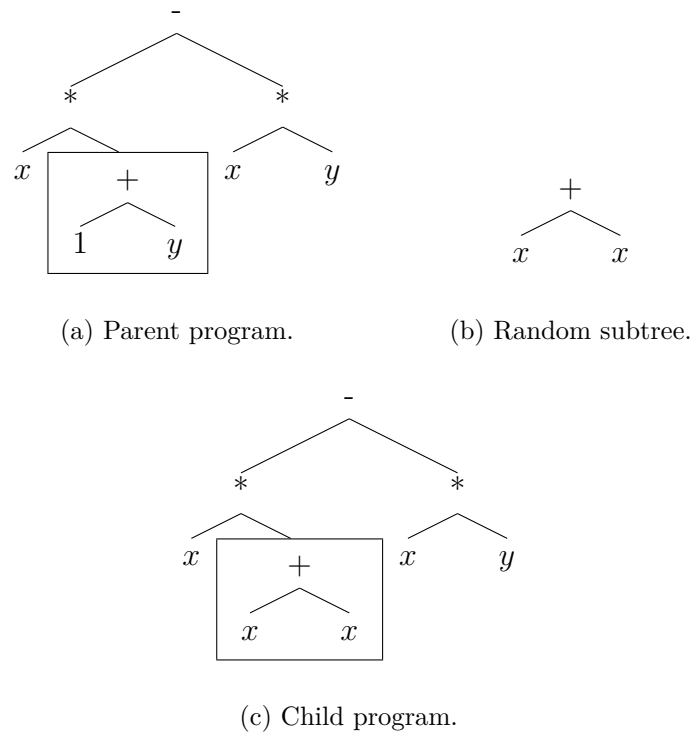 -
* *
x x y
+
1 y
+
x x
(a) Parent program.
(b) Random subtree.
-
* *
x x y
+
x x
(c) Child program.